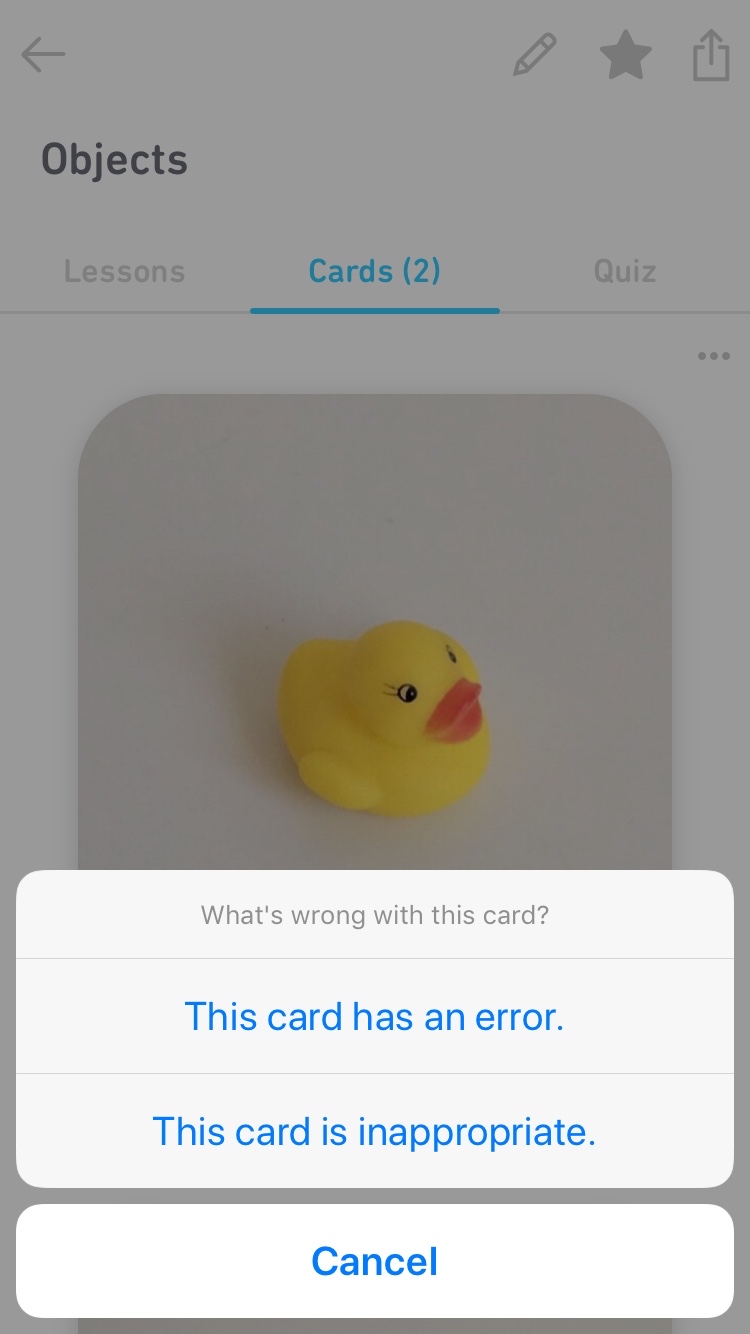 Objects
Lessons
Cards (2)
Quiz
What's wrong with this card?
This card has an error.
This card is inappropriate.
Cancel